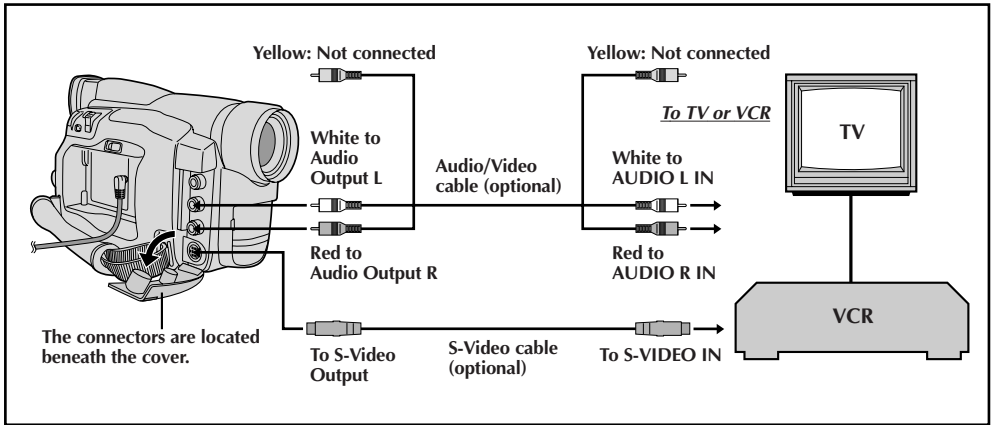 Yellow: Not connected
Yellow: Not connected
To TV or VCR
TV
White to
Audio
Output L
Audio/Video
cable (optional)
White to
AUDIO L IN
Red to
Audio Output R
Red to
AUDIO R IN
The connectors are located
beneath the cover.
To S-Video
Output
S-Video cable
(optional)
To S-VIDEO IN
VCR